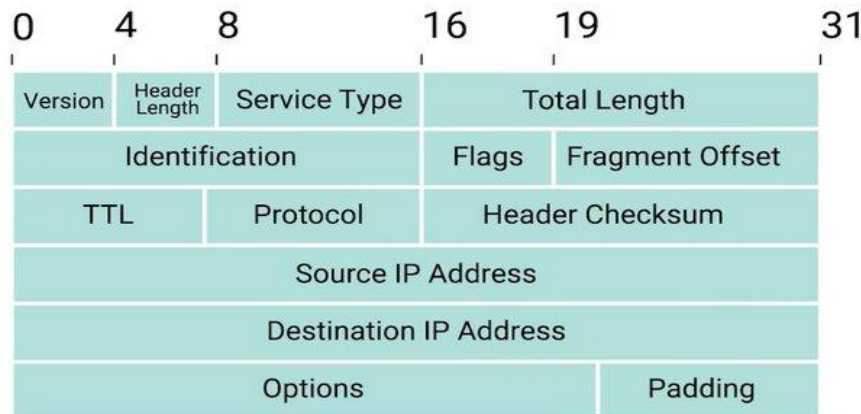 0 4 8 16 19 31
Version Header Length Service Type Total Length
Identification Flags Fragment Offset
TTL Protocol Header Checksum
Source IP Address
Destination IP Address
Options Padding